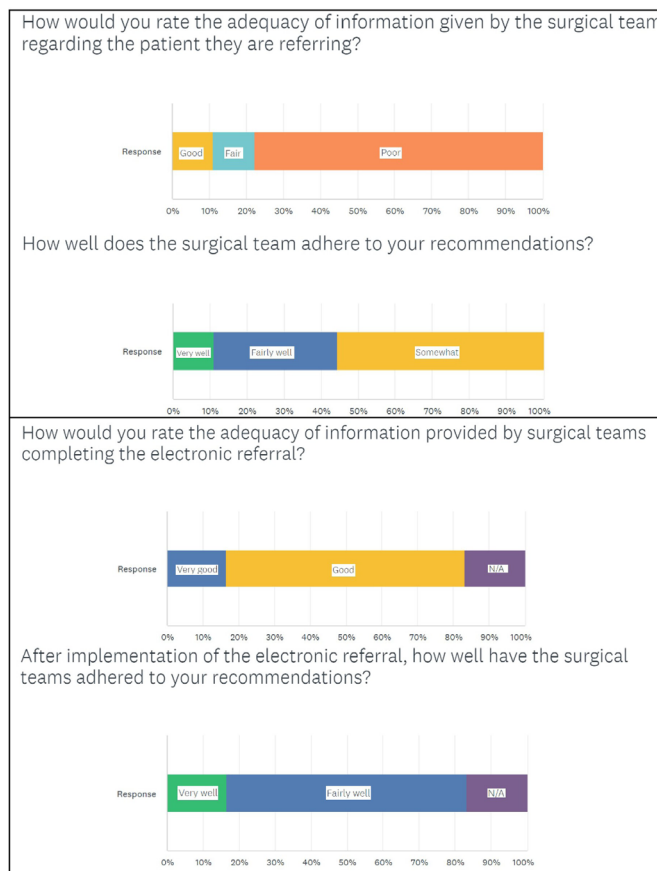 How would you rate the adequacy of information given by the surgical team
regarding the patient they are referring?
Response Good Fair Poor
0% 10% 20% 30% 40% 50% 60% 70% 80% 90% 100%
How well does the surgical team adhere to your recommendations?
Response Very well Fairly well Somewhat
0% 10% 20% 30% 40% 50% 60% 70% 80% 90% 100%
How would you rate the adequacy of information provided by surgical teams
completing the electronic referral?
Response Very good Good N/A
0% 10% 20% 30% 40% 50% 60% 70% 80% 90% 100%
After implementation of the electronic referral, how well have the surgical
teams adhered to your recommendations?
Response Very well Fairly well N/A
0% 10% 20% 30% 40% 50% 60% 70% 80% 90% 100%